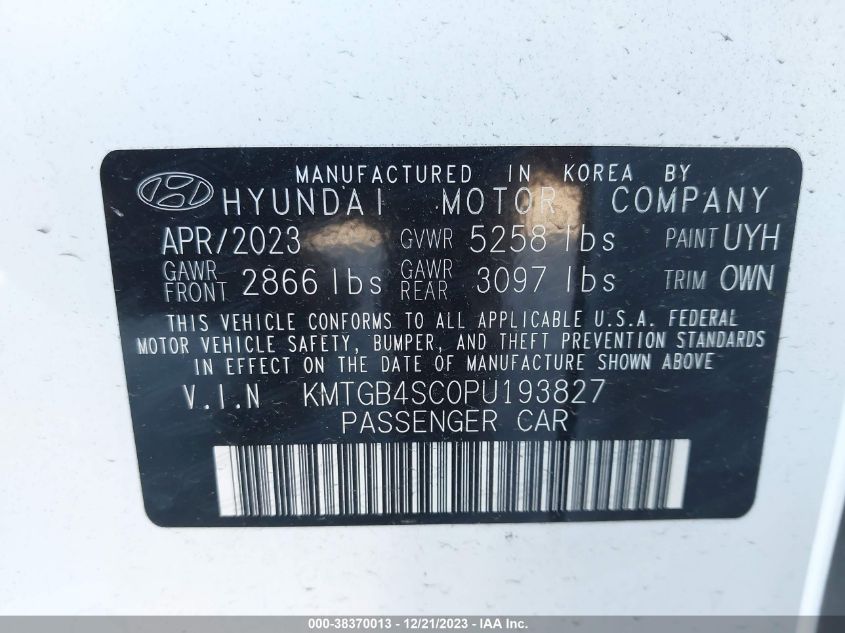 MANUFACTURED IN KOREA BY
HYUNDAI MOTOR COMPANY
APR/2023 GVWR 5258 lbs PAINT UYH
GAWR FRONT 2866 lbs GAWR REAR 3097 lbs TRIM OWN
THIS VEHICLE CONFORMS TO ALL APPLICABLE U.S.A. FEDERAL
MOTOR VEHICLE SAFETY, BUMPER, AND THEFT PREVENTION STANDARDS
IN EFFECT ON THE DATE OF MANUFACTURE SHOWN ABOVE
V.I.N KMTGB4SC0PU193827
PASSENGER CAR
000-38370013 - 12/21/2023 - IAA Inc.